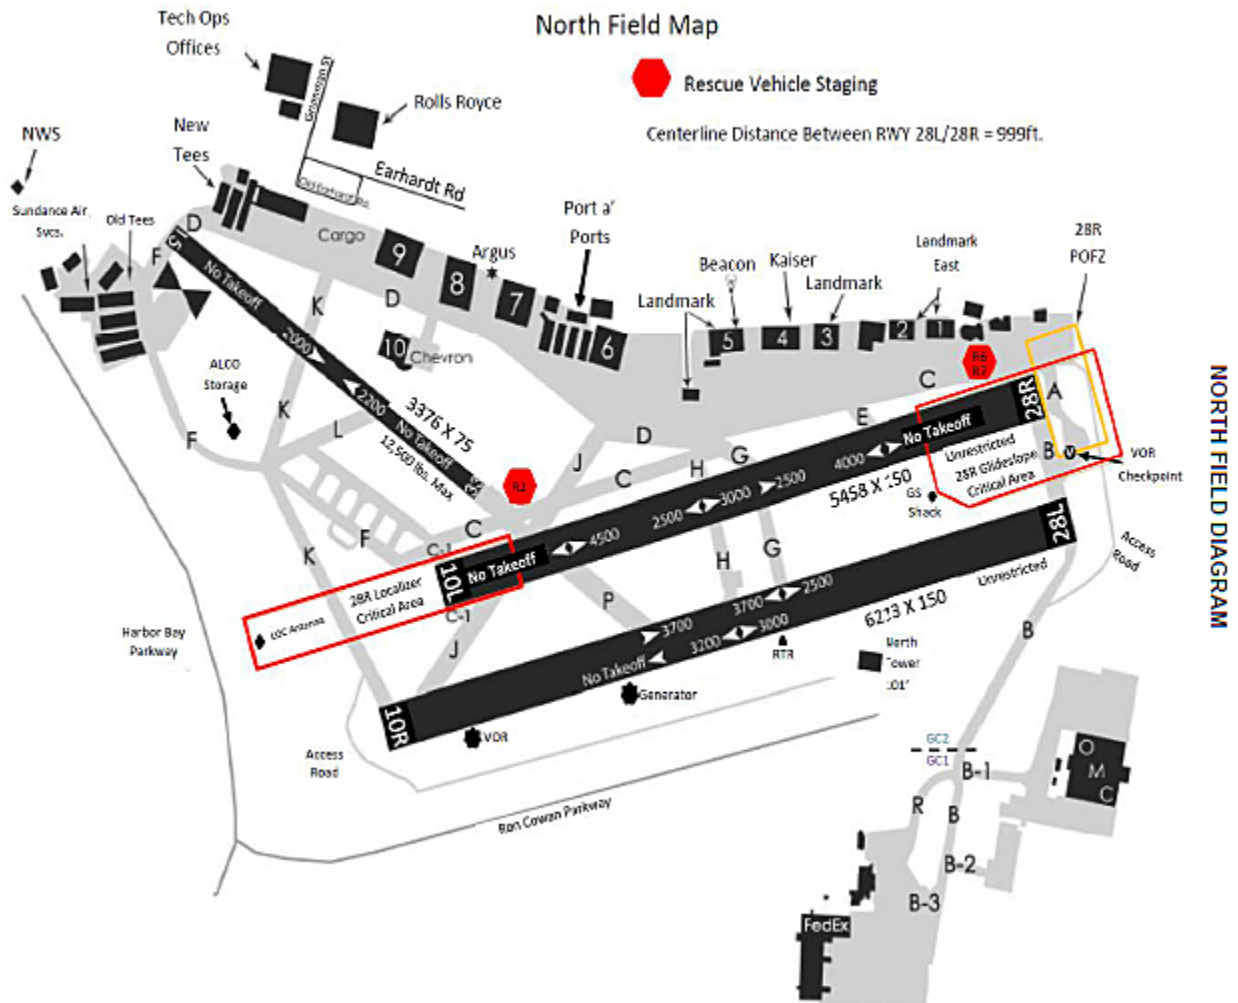 North Field Map
Tech Ops
Offices
Rescue Vehicle Staging
Centerline Distance Between RWY 28L/28R = 999ft.
Rolls Royce
New
Tees
NWS
Earhardt Rd
Sundance Air
Svcs.
Old Tees
D
F
Cargo
9
Argus
8
7
Port a'
Ports
6
Landmark
Beacon
Kaiser
Landmark
Landmark
East
28R
POFZ
5
4
3
2
1
R6
R7
15
No Takeoff
2000
2200
No Takeoff
33
3376 X 75
12,500 lbs. Max
K
D
10
Chevron
ALCO
Storage
K
L
F
R2
J
D
C
H
G
E
C
A
B
V
VOR
Checkpoint
28R
No Takeoff
Unrestricted
28R Glideslope
Critical Area
GS
Shack
4000
2500
3000
2500
5458 X 150
4500
No Takeoff
10L
C
C-1
C-1
F
K
28R Localizer
Critical Area
LOC Antenna
J
P
H
G
28L
Unrestricted
6213 X 150
3700
2500
3700
3200
3000
No Takeoff
10R
RTR
Generator
VOR
North
Tower
Access
Road
Access
Road
Harbor Bay
Parkway
Ron Cowan Parkway
B
GC2
GC1
B-1
R
B
B-2
B-3
O
M
C
FedEx
NORTH FIELD DIAGRAM